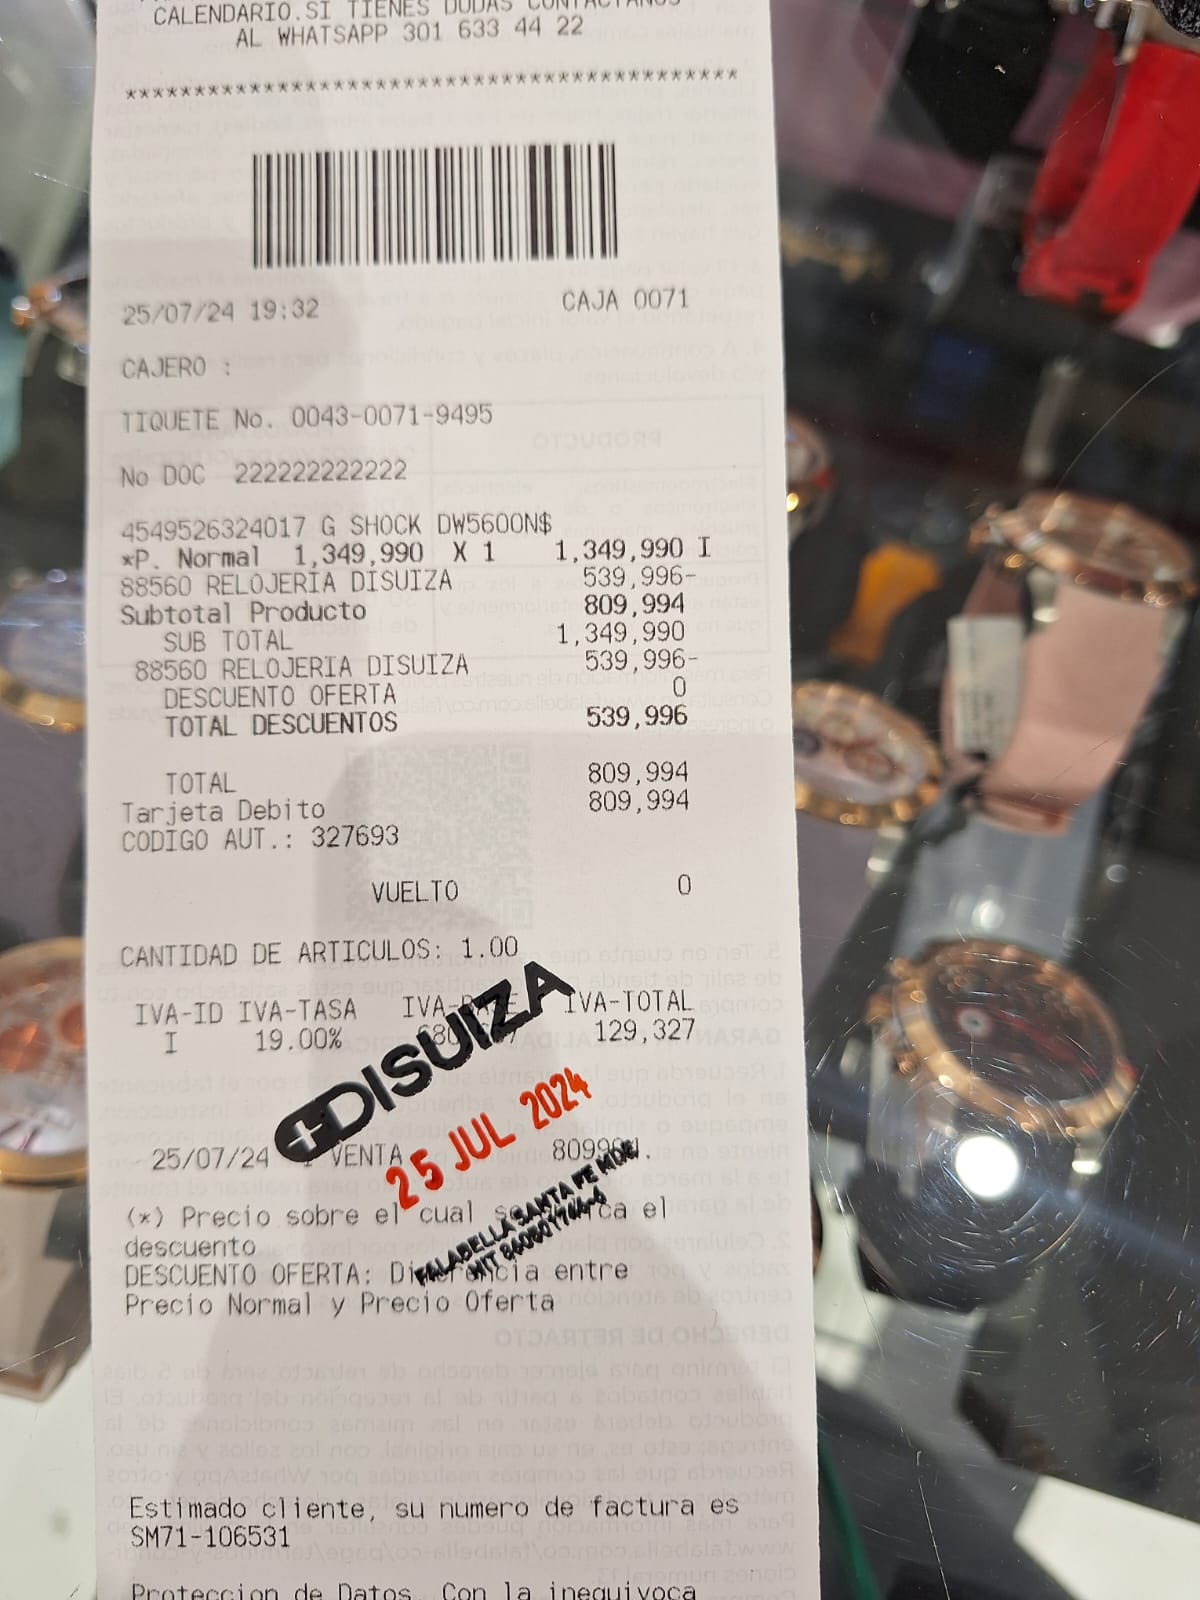 CALENDARIO.SI TIENES DUDAS CONTACTANOS
AL WHATSAPP 301 633 44 22
*********************************************
25/07/24 19:32 CAJA 0071
CAJERO :
TIQUETE No. 0043-0071-9495
No DOC 222222222222
4549526324017 G SHOCK DW5600N$
*P. Normal 1,349,990 X 1 1,349,990 I
88560 RELOJERIA DISUIZA 539,996-
Subtotal Producto 809,994
SUB TOTAL 1,349,990
88560 RELOJERIA DISUIZA 539,996-
DESCUENTO OFERTA 0
TOTAL DESCUENTOS 539,996
TOTAL 809,994
Tarjeta Debito 809,994
CODIGO AUT.: 327693
VUELTO 0
CANTIDAD DE ARTICULOS: 1.00
IVA-ID IVA-TASA IVA-BASE IVA-TOTAL
I 19.00% 129,327
+DISUIZA
25 JUL 2024
25/07/24 VENTA
FALABELLA SANTA FE MDE
(*) Precio sobre el cual el
descuento
DESCUENTO OFERTA: Diferencia entre
Precio Normal y Precio Oferta
Estimado cliente, su numero de factura es
SM71-106531
Proteccion de Datos. Con la inequivoca